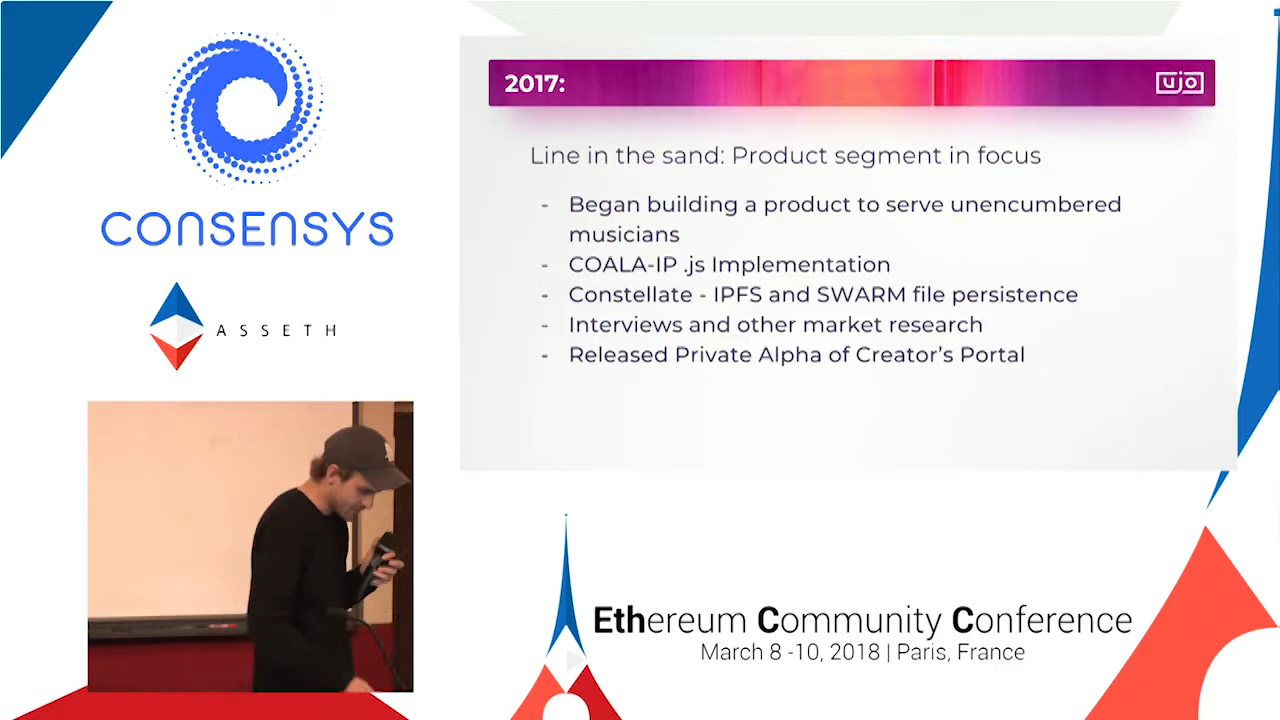 CONSENSYS
ASSETH
2017:
ujo
Line in the sand: Product segment in focus
- Began building a product to serve unencumbered
musicians
- COALA-IP .js Implementation
- Constellate - IPFS and SWARM file persistence
- Interviews and other market research
- Released Private Alpha of Creator's Portal
Ethereum Community Conference
March 8 -10, 2018 | Paris, France